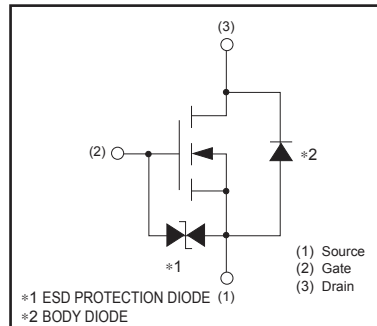 (3)
(2)
∗2
∗1
(1)
(1) Source
(2) Gate
(3) Drain
∗1 ESD PROTECTION DIODE
∗2 BODY DIODE